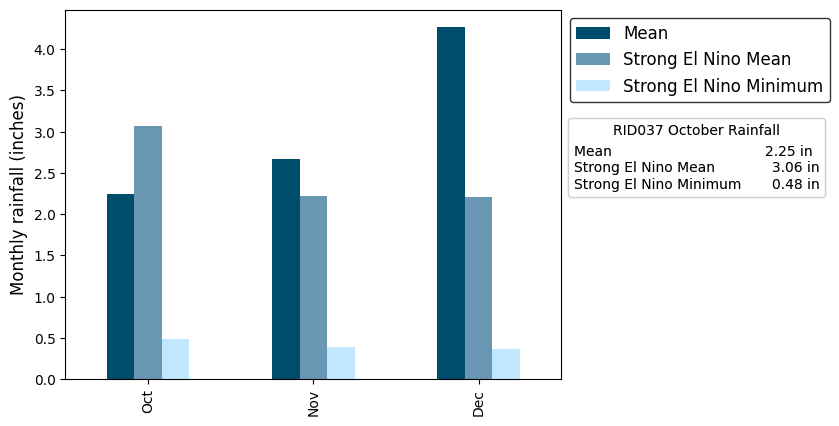 Monthly rainfall (inches)
4.0
3.5
3.0
2.5
2.0
1.5
1.0
0.5
0.0
Oct
Nov
Dec
Mean
Strong El Nino Mean
Strong El Nino Minimum
RID037 October Rainfall
Mean 2.25 in
Strong El Nino Mean 3.06 in
Strong El Nino Minimum 0.48 in